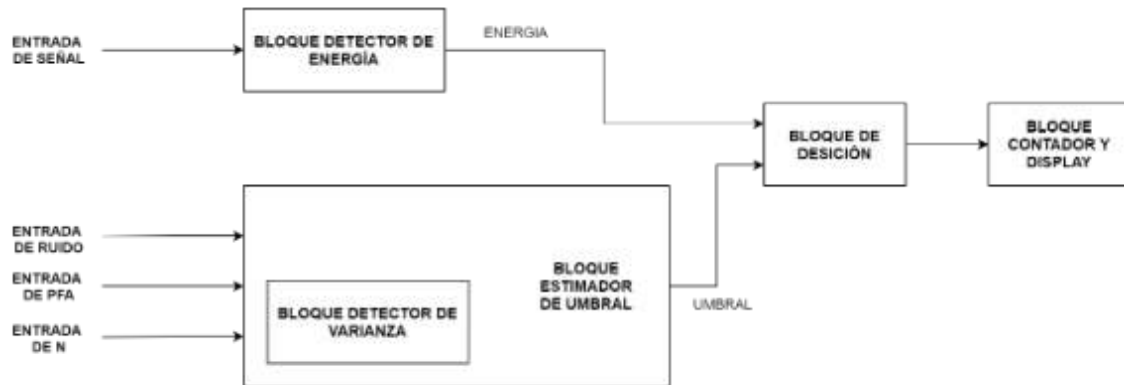 ENTRADA
DE SEÑAL
BLOQUE DETECTOR DE
ENERGÍA
ENERGIA
BLOQUE DE
DESICIÓN
BLOQUE
CONTADOR Y
DISPLAY
ENTRADA
DE RUIDO
ENTRADA
DE PFA
ENTRADA
DE N
BLOQUE DETECTOR DE
VARIANZA
BLOQUE
ESTIMADOR
DE UMBRAL
UMBRAL